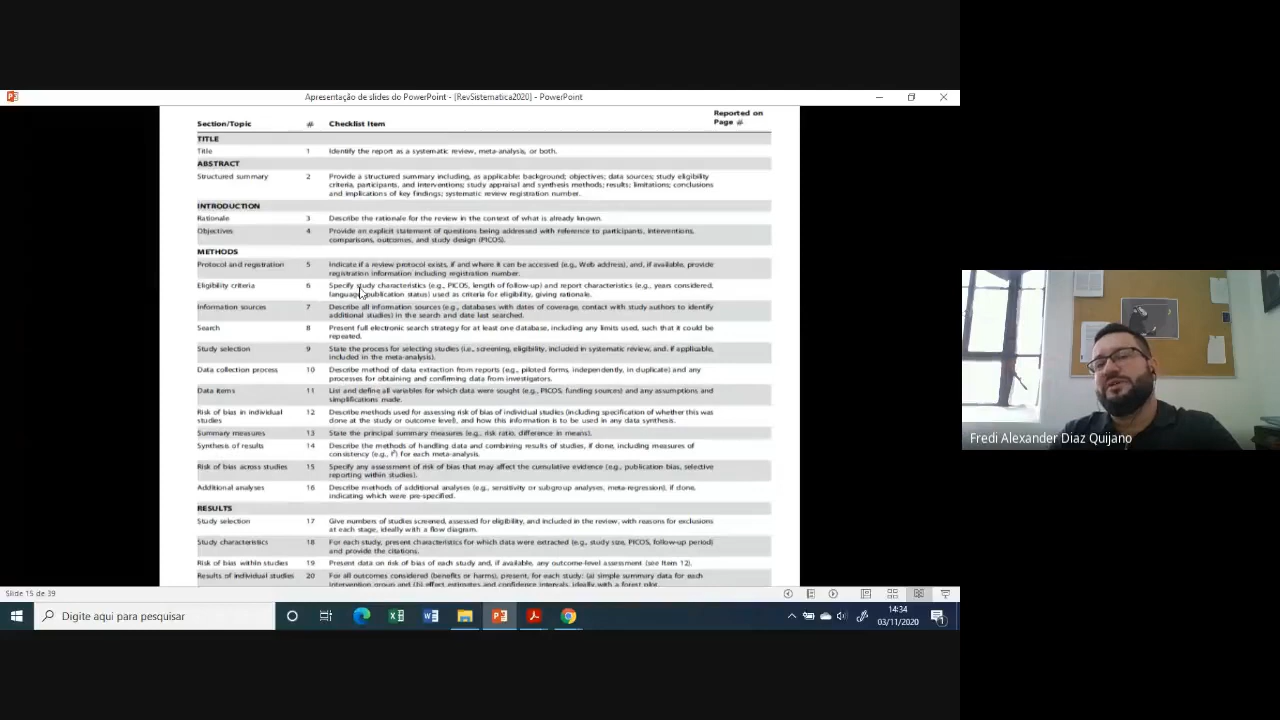 Apresentação de slides do PowerPoint - [RevSistematica2020] - PowerPoint
Reported on
Page #
Section/Topic # Checklist Item
TITLE
Title 1 Identify the report as a systematic review, meta-analysis, or both.
ABSTRACT
Structured summary 2 Provide a structured summary including, as applicable: background; objectives; data sources; study eligibility
criteria, participants, and interventions; study appraisal and synthesis methods; results; limitations; conclusions
and implications of key findings; systematic review registration number.
INTRODUCTION
Rationale 3 Describe the rationale for the review in the context of what is already known.
Objectives 4 Provide an explicit statement of questions being addressed with reference to participants, interventions,
comparisons, outcomes, and study design (PICOS).
METHODS
Protocol and registration 5 Indicate if a review protocol exists, if and where it can be accessed (e.g., Web address), and, if available, provide
registration information including registration number.
Eligibility criteria 6 Specify study characteristics (e.g., PICOS, length of follow-up) and report characteristics (e.g., years considered,
language, publication status) used as criteria for eligibility, giving rationale.
Information sources 7 Describe all information sources (e.g., databases with dates of coverage, contact with study authors to identify
additional studies) in the search and date last searched.
Search 8 Present full electronic search strategy for at least one database, including any limits used, such that it could be
repeated.
Study selection 9 State the process for selecting studies (i.e., screening, eligibility, included in systematic review, and, if applicable,
included in the meta-analysis).
Data collection process 10 Describe method of data extraction from reports (e.g., piloted forms, independently, in duplicate) and any
processes for obtaining and confirming data from investigators.
Data items 11 List and define all variables for which data were sought (e.g., PICOS, funding sources) and any assumptions and
simplifications made.
Risk of bias in individual 12 Describe methods used for assessing risk of bias of individual studies (including specification of whether this was
studies done at the study or outcome level), and how this information is to be used in any data synthesis.
Summary measures 13 State the principal summary measures (e.g., risk ratio, difference in means).
Synthesis of results 14 Describe the methods of handling data and combining results of studies, if done, including measures of
consistency (e.g., I²) for each meta-analysis.
Risk of bias across studies 15 Specify any assessment of risk of bias that may affect the cumulative evidence (e.g., publication bias, selective
reporting within studies).
Additional analyses 16 Describe methods of additional analyses (e.g., sensitivity or subgroup analyses, meta-regression), if done,
indicating which were pre-specified.
RESULTS
Study selection 17 Give numbers of studies screened, assessed for eligibility, and included in the review, with reasons for exclusions
at each stage, ideally with a flow diagram.
Study characteristics 18 For each study, present characteristics for which data were extracted (e.g., study size, PICOS, follow-up period)
and provide the citations.
Risk of bias within studies 19 Present data on risk of bias of each study and, if available, any outcome-level assessment (see Item 12).
Results of individual studies 20 For all outcomes considered (benefits or harms), present, for each study: (a) simple summary data for each
intervention group and (b) effect estimates and confidence intervals, ideally with a forest plot.
Slide 15 de 39
Digite aqui para pesquisar
14:34
03/11/2020
1
Fredi Alexander Diaz Quijano